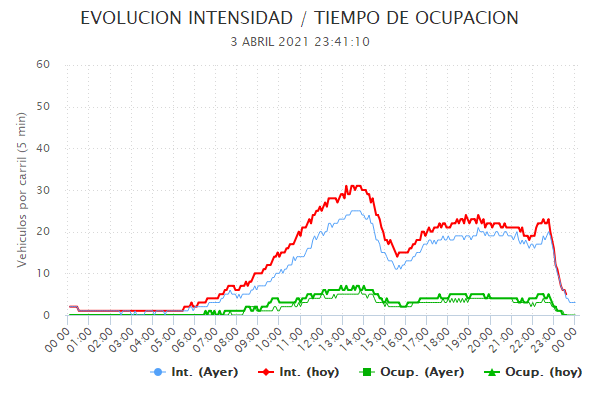 EVOLUCION INTENSIDAD / TIEMPO DE OCUPACION
3 ABRIL 2021 23:41:10
Vehiculos por carril (5 min)
60
50
40
30
20
10
0
00:00 01:00 02:00 03:00 04:00 05:00 06:00 07:00 08:00 09:00 10:00 11:00 12:00 13:00 14:00 15:00 16:00 17:00 18:00 19:00 20:00 21:00 22:00 23:00 00:00
Int. (Ayer) Int. (hoy) Ocup. (Ayer) Ocup. (hoy)